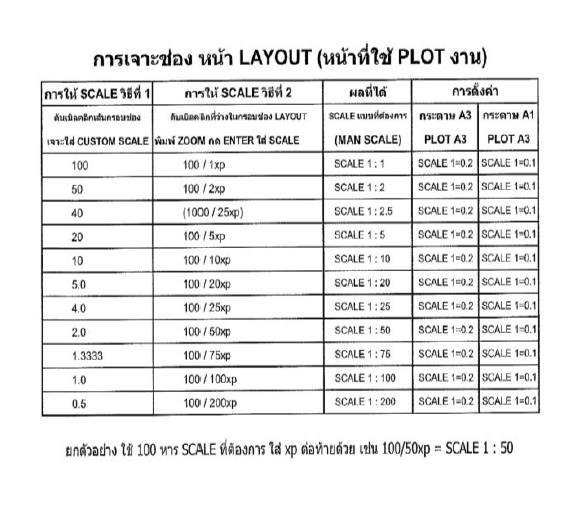 การเจาะช่อง หน้า LAYOUT (หน้าที่ใช้ PLOT งาน)
การให้ SCALE วิธีที่ 1 การให้ SCALE วิธีที่ 2 ผลที่ได้ การตั้งค่า
ดับเบิลคลิกเส้นกรอบช่อง ดับเบิลคลิกที่ว่างในกรอบช่อง LAYOUT SCALE แบบที่ต้องการ กระดาษ A3 กระดาษ A1
เจาะใส่ CUSTOM SCALE พิมพ์ ZOOM กด ENTER ใส่ SCALE (MAN SCALE) PLOT A3 PLOT A3
100 100 / 1xp SCALE 1 : 1 SCALE 1=0.2 SCALE 1=0.1
50 100 / 2xp SCALE 1 : 2 SCALE 1=0.2 SCALE 1=0.1
40 (1000 / 25xp) SCALE 1 : 2.5 SCALE 1=0.2 SCALE 1=0.1
20 100 / 5xp SCALE 1 : 5 SCALE 1=0.2 SCALE 1=0.1
10 100 / 10xp SCALE 1 : 10 SCALE 1=0.2 SCALE 1=0.1
5.0 100 / 20xp SCALE 1 : 20 SCALE 1=0.2 SCALE 1=0.1
4.0 100 / 25xp SCALE 1 : 25 SCALE 1=0.2 SCALE 1=0.1
2.0 100 / 50xp SCALE 1 : 50 SCALE 1=0.2 SCALE 1=0.1
1.3333 100 / 75xp SCALE 1 : 75 SCALE 1=0.2 SCALE 1=0.1
1.0 100 / 100xp SCALE 1 : 100 SCALE 1=0.2 SCALE 1=0.1
0.5 100 / 200xp SCALE 1 : 200 SCALE 1=0.2 SCALE 1=0.1
ยกตัวอย่าง ใช้ 100 หาร SCALE ที่ต้องการ ใส่ xp ต่อท้ายด้วย เช่น 100/50xp = SCALE 1 : 50